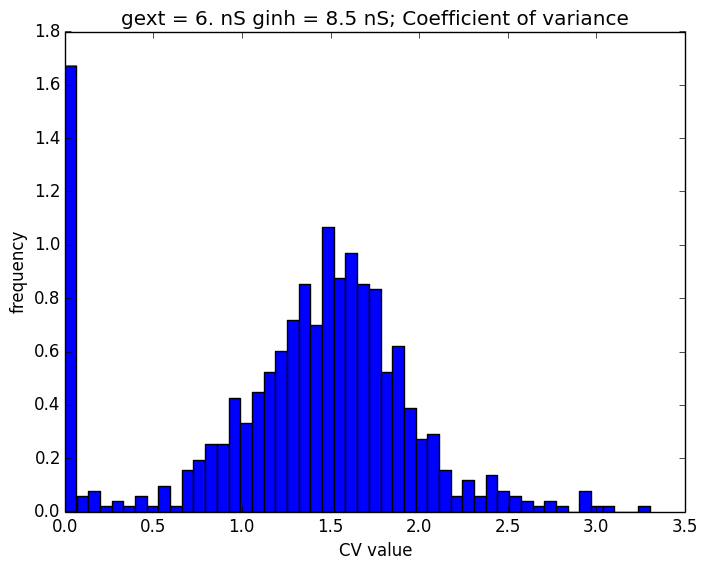 gext = 6. nS ginh = 8.5 nS; Coefficient of variance
1.8
1.6
1.4
1.2
1.0
0.8
0.6
0.4
0.2
0.0
frequency
0.0 0.5 1.0 1.5 2.0 2.5 3.0 3.5
CV value